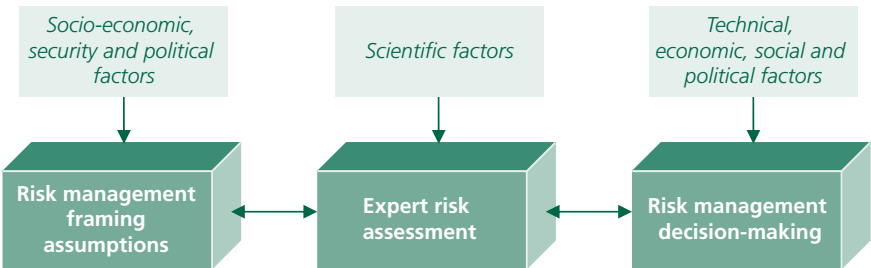 Socio-economic,
security and political
factors
Scientific factors
Technical,
economic, social and
political factors
Risk management
framing
assumptions
Expert risk
assessment
Risk management
decision-making